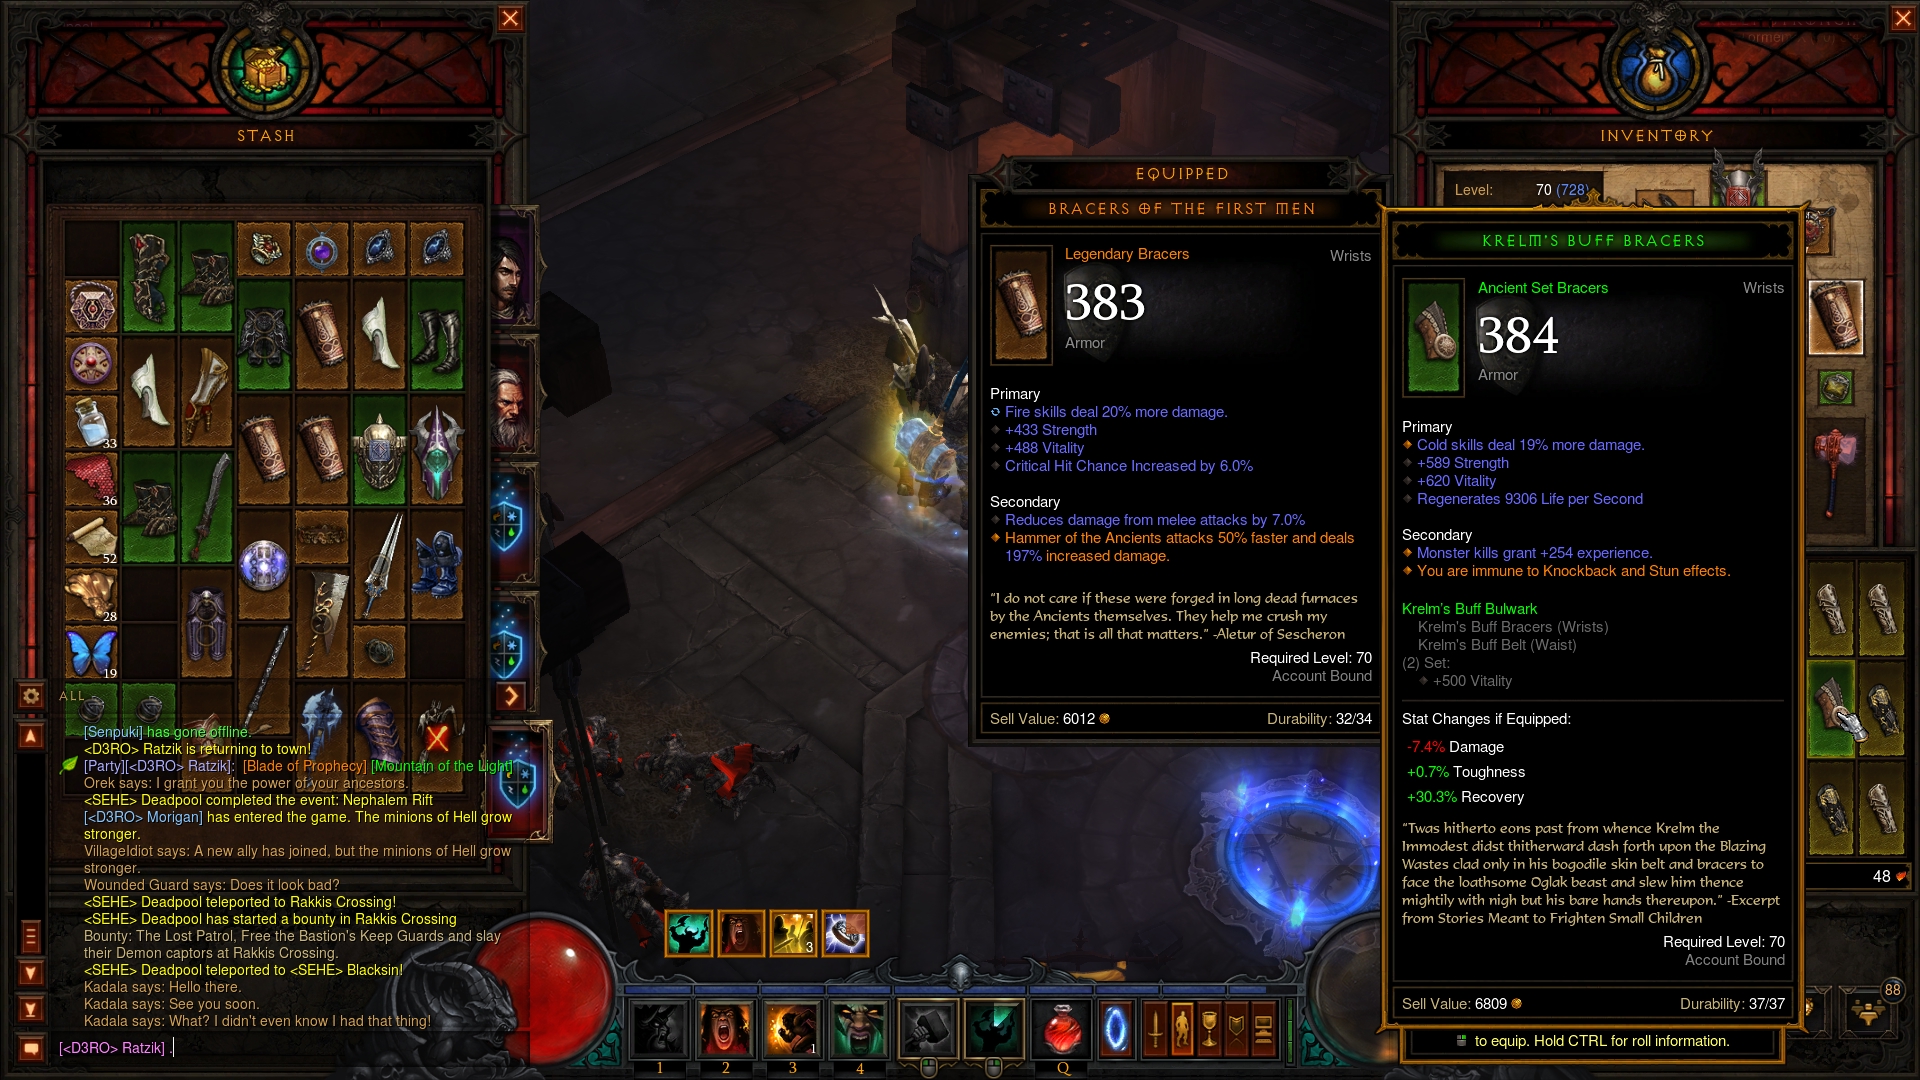 STASH
33
36
52
28
19
ALL
[Senpuki] has gone offline.
<D3RO> Ratzik is returning to town!
[Party][<D3RO> Ratzik]: [Blade of Prophecy] [Mountain of the Light]
Orek says: I grant you the power of your ancestors.
<SEHE> Deadpool completed the event: Nephalem Rift
[<D3RO> Morigan] has entered the game. The minions of Hell grow
stronger.
VillageIdiot says: A new ally has joined, but the minions of Hell grow
stronger.
Wounded Guard says: Does it look bad?
<SEHE> Deadpool teleported to Rakkis Crossing!
<SEHE> Deadpool has started a bounty in Rakkis Crossing
Bounty: The Lost Patrol, Free the Bastion's Keep Guards and slay
their Demon captors at Rakkis Crossing.
<SEHE> Deadpool teleported to <SEHE> Blacksin!
Kadala says: Hello there.
Kadala says: See you soon.
Kadala says: What? I didn't even know I had that thing!
[<D3RO> Ratzik] .
3
1
1
2
3
4
Q
EQUIPPED
BRACERS OF THE FIRST MEN
Legendary Bracers
Wrists
383
Armor
Primary
Fire skills deal 20% more damage.
+433 Strength
+488 Vitality
Critical Hit Chance Increased by 6.0%
Secondary
Reduces damage from melee attacks by 7.0%
Hammer of the Ancients attacks 50% faster and deals
197% increased damage.
"I do not care if these were forged in long dead furnaces
by the Ancients themselves. They help me crush my
enemies; that is all that matters." -Aletur of Sescheron
Required Level: 70
Account Bound
Sell Value: 6012
Durability: 32/34
INVENTORY
Level: 70 (728)
KRELM'S BUFF BRACERS
Ancient Set Bracers
Wrists
384
Armor
Primary
Cold skills deal 19% more damage.
+589 Strength
+620 Vitality
Regenerates 9306 Life per Second
Secondary
Monster kills grant +254 experience.
You are immune to Knockback and Stun effects.
Krelm's Buff Bulwark
Krelm's Buff Bracers (Wrists)
Krelm's Buff Belt (Waist)
(2) Set:
+500 Vitality
Stat Changes if Equipped:
-7.4% Damage
+0.7% Toughness
+30.3% Recovery
"Twas hitherto eons past from whence Krelm the
Immodest didst thitherward dash forth upon the Blazing
Wastes clad only in his bogodile skin belt and bracers to
face the loathsome Oglak beast and slew him thence
mightily with nigh but his bare hands thereupon." -Excerpt
from Stories Meant to Frighten Small Children
Required Level: 70
Account Bound
Sell Value: 6809
Durability: 37/37
to equip. Hold CTRL for roll information.
48
88